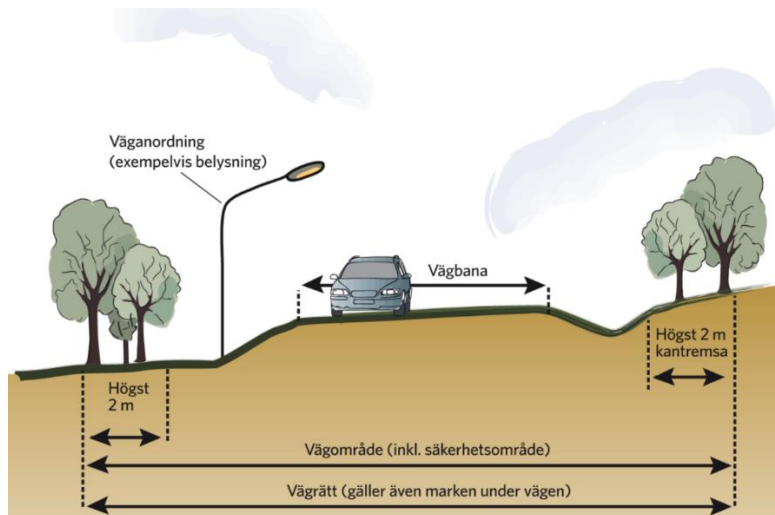 Väganordning
(exempelvis belysning)
Vägbana
Högst 2 m
kantremsa
Högst
2 m
Vägområde (inkl. säkerhetsområde)
Vägrätt (gäller även marken under vägen)